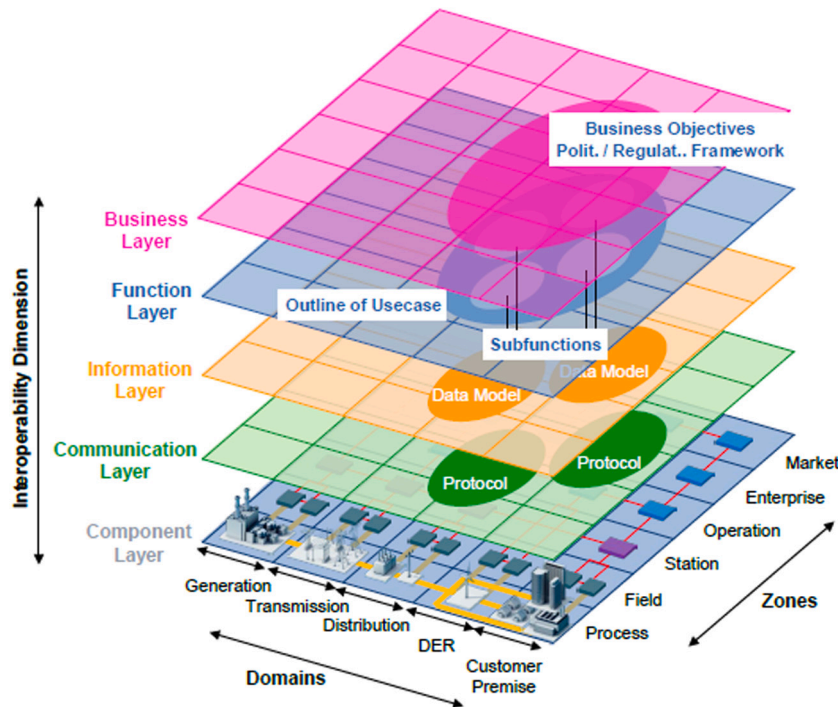 Business Objectives
Polit. / Regulat.. Framework
Business
Layer
Function
Layer
Outline of Usecase
Subfunctions
Information
Layer
Data Model
Data Model
Communication
Layer
Protocol
Protocol
Component
Layer
Interoperability Dimension
Market
Enterprise
Operation
Station
Field
Process
Zones
Generation
Transmission
Distribution
DER
Customer
Premise
Domains